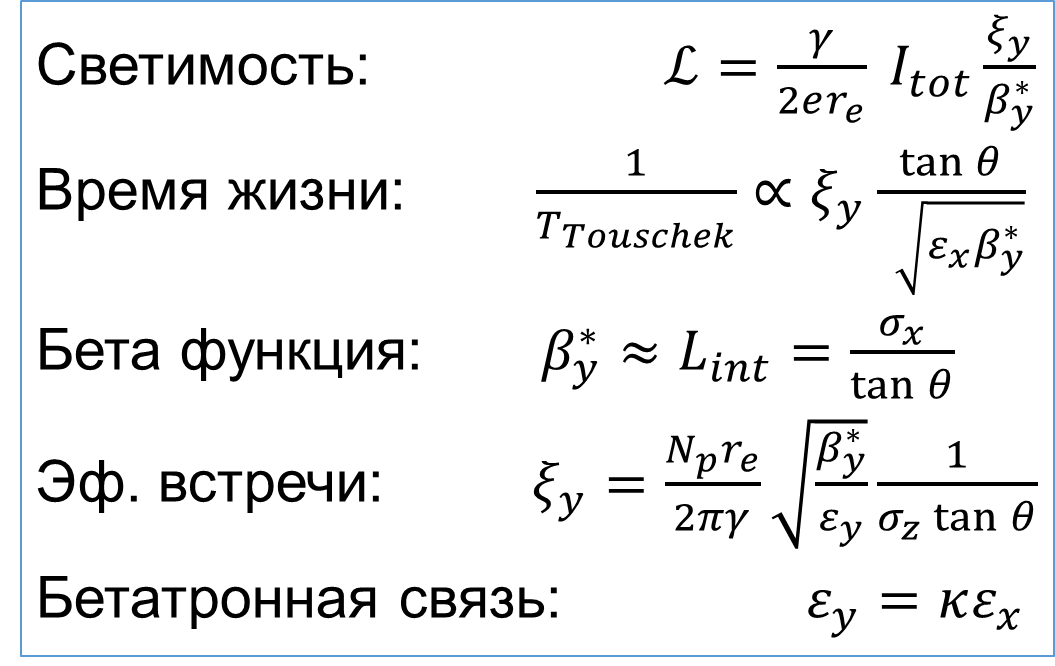 Светимость: ℒ = γ/(2er_e) I_tot ξ_y/β_y^*
Время жизни: 1/T_Touschek ∝ ξ_y tan θ/√(ε_x β_y^*)
Бета функция: β_y^* ≈ L_int = σ_x/tan θ
Эф. встречи: ξ_y = N_p r_e/(2πγ) √(β_y^*/ε_y) 1/(σ_z tan θ)
Бетатронная связь: ε_y = κε_x